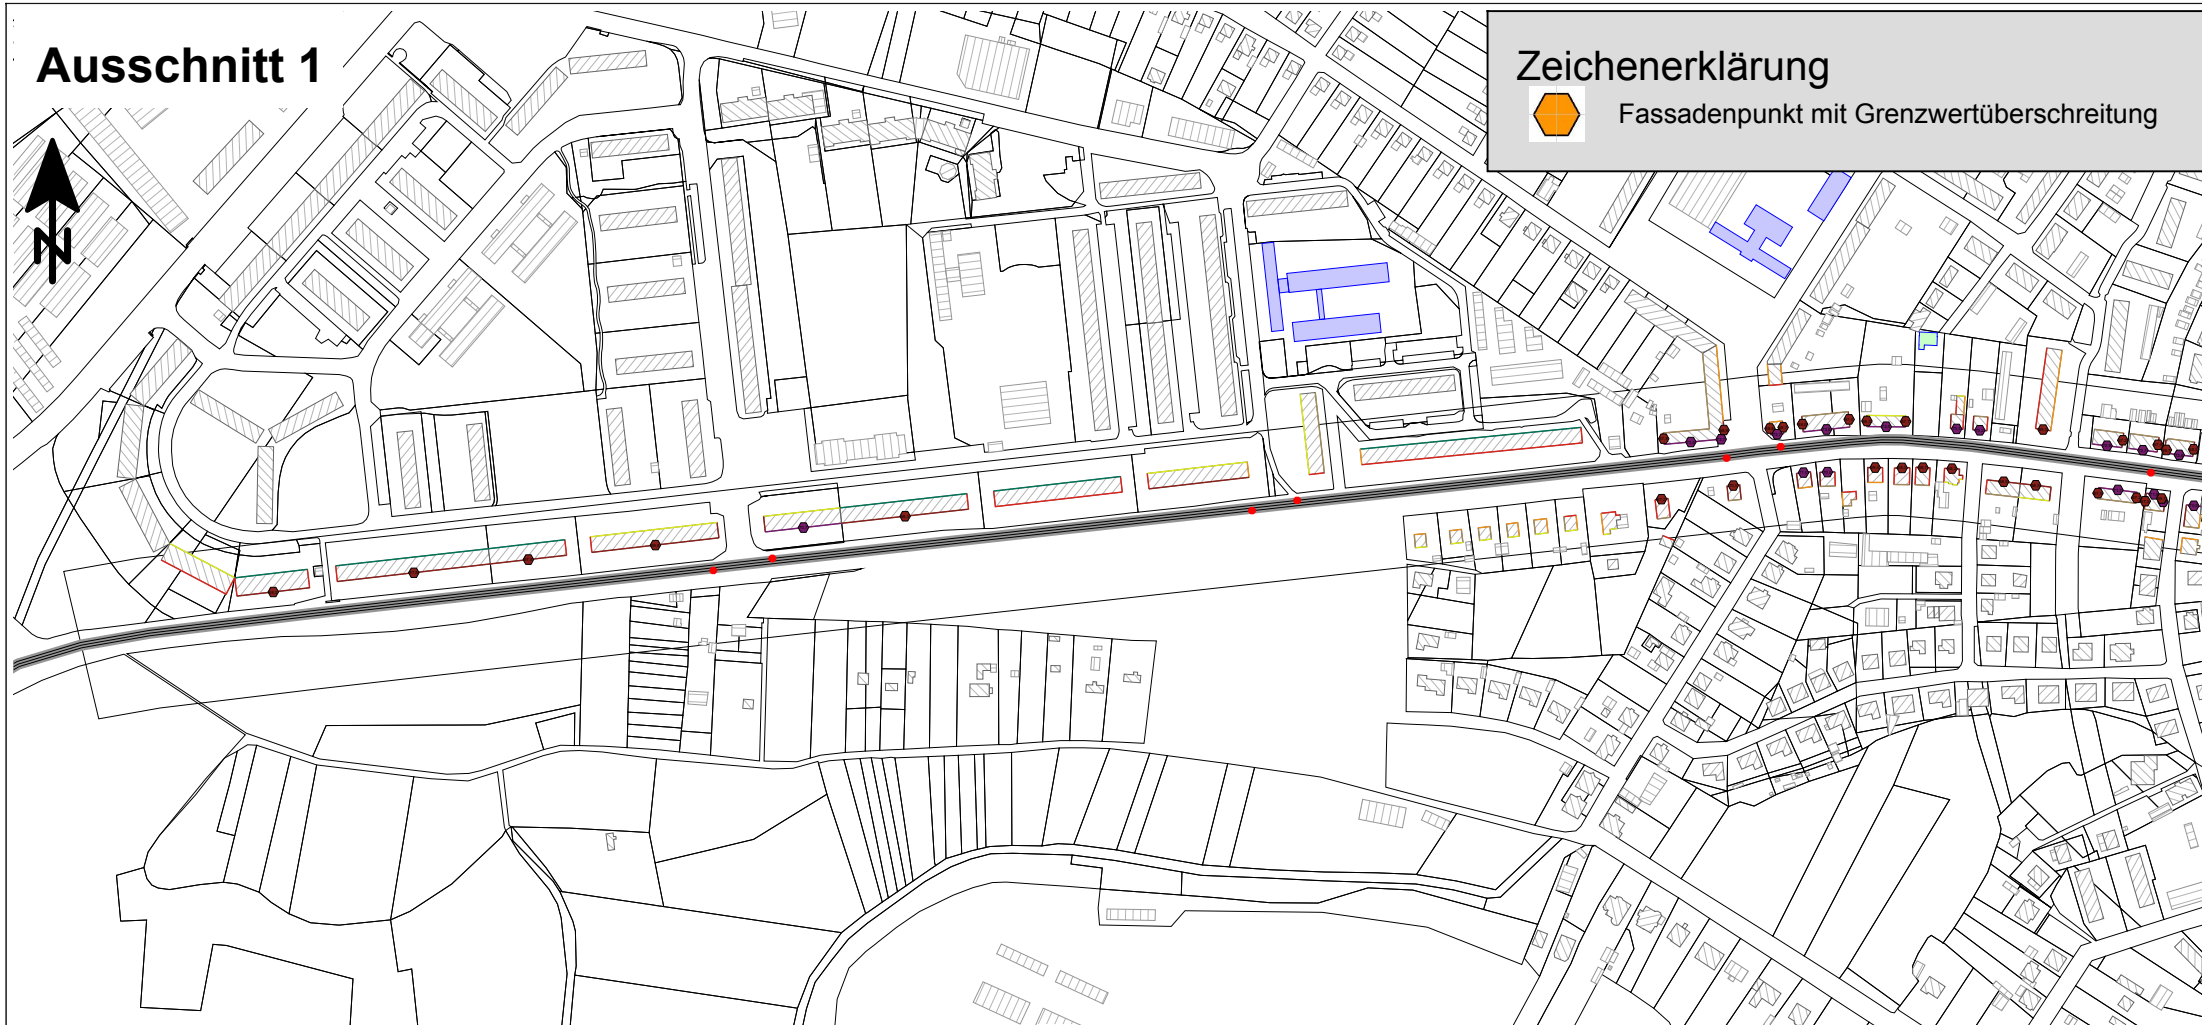 Ausschnitt 1
Zeichenerklärung
Fassadenpunkt mit Grenzwertüberschreitung
N